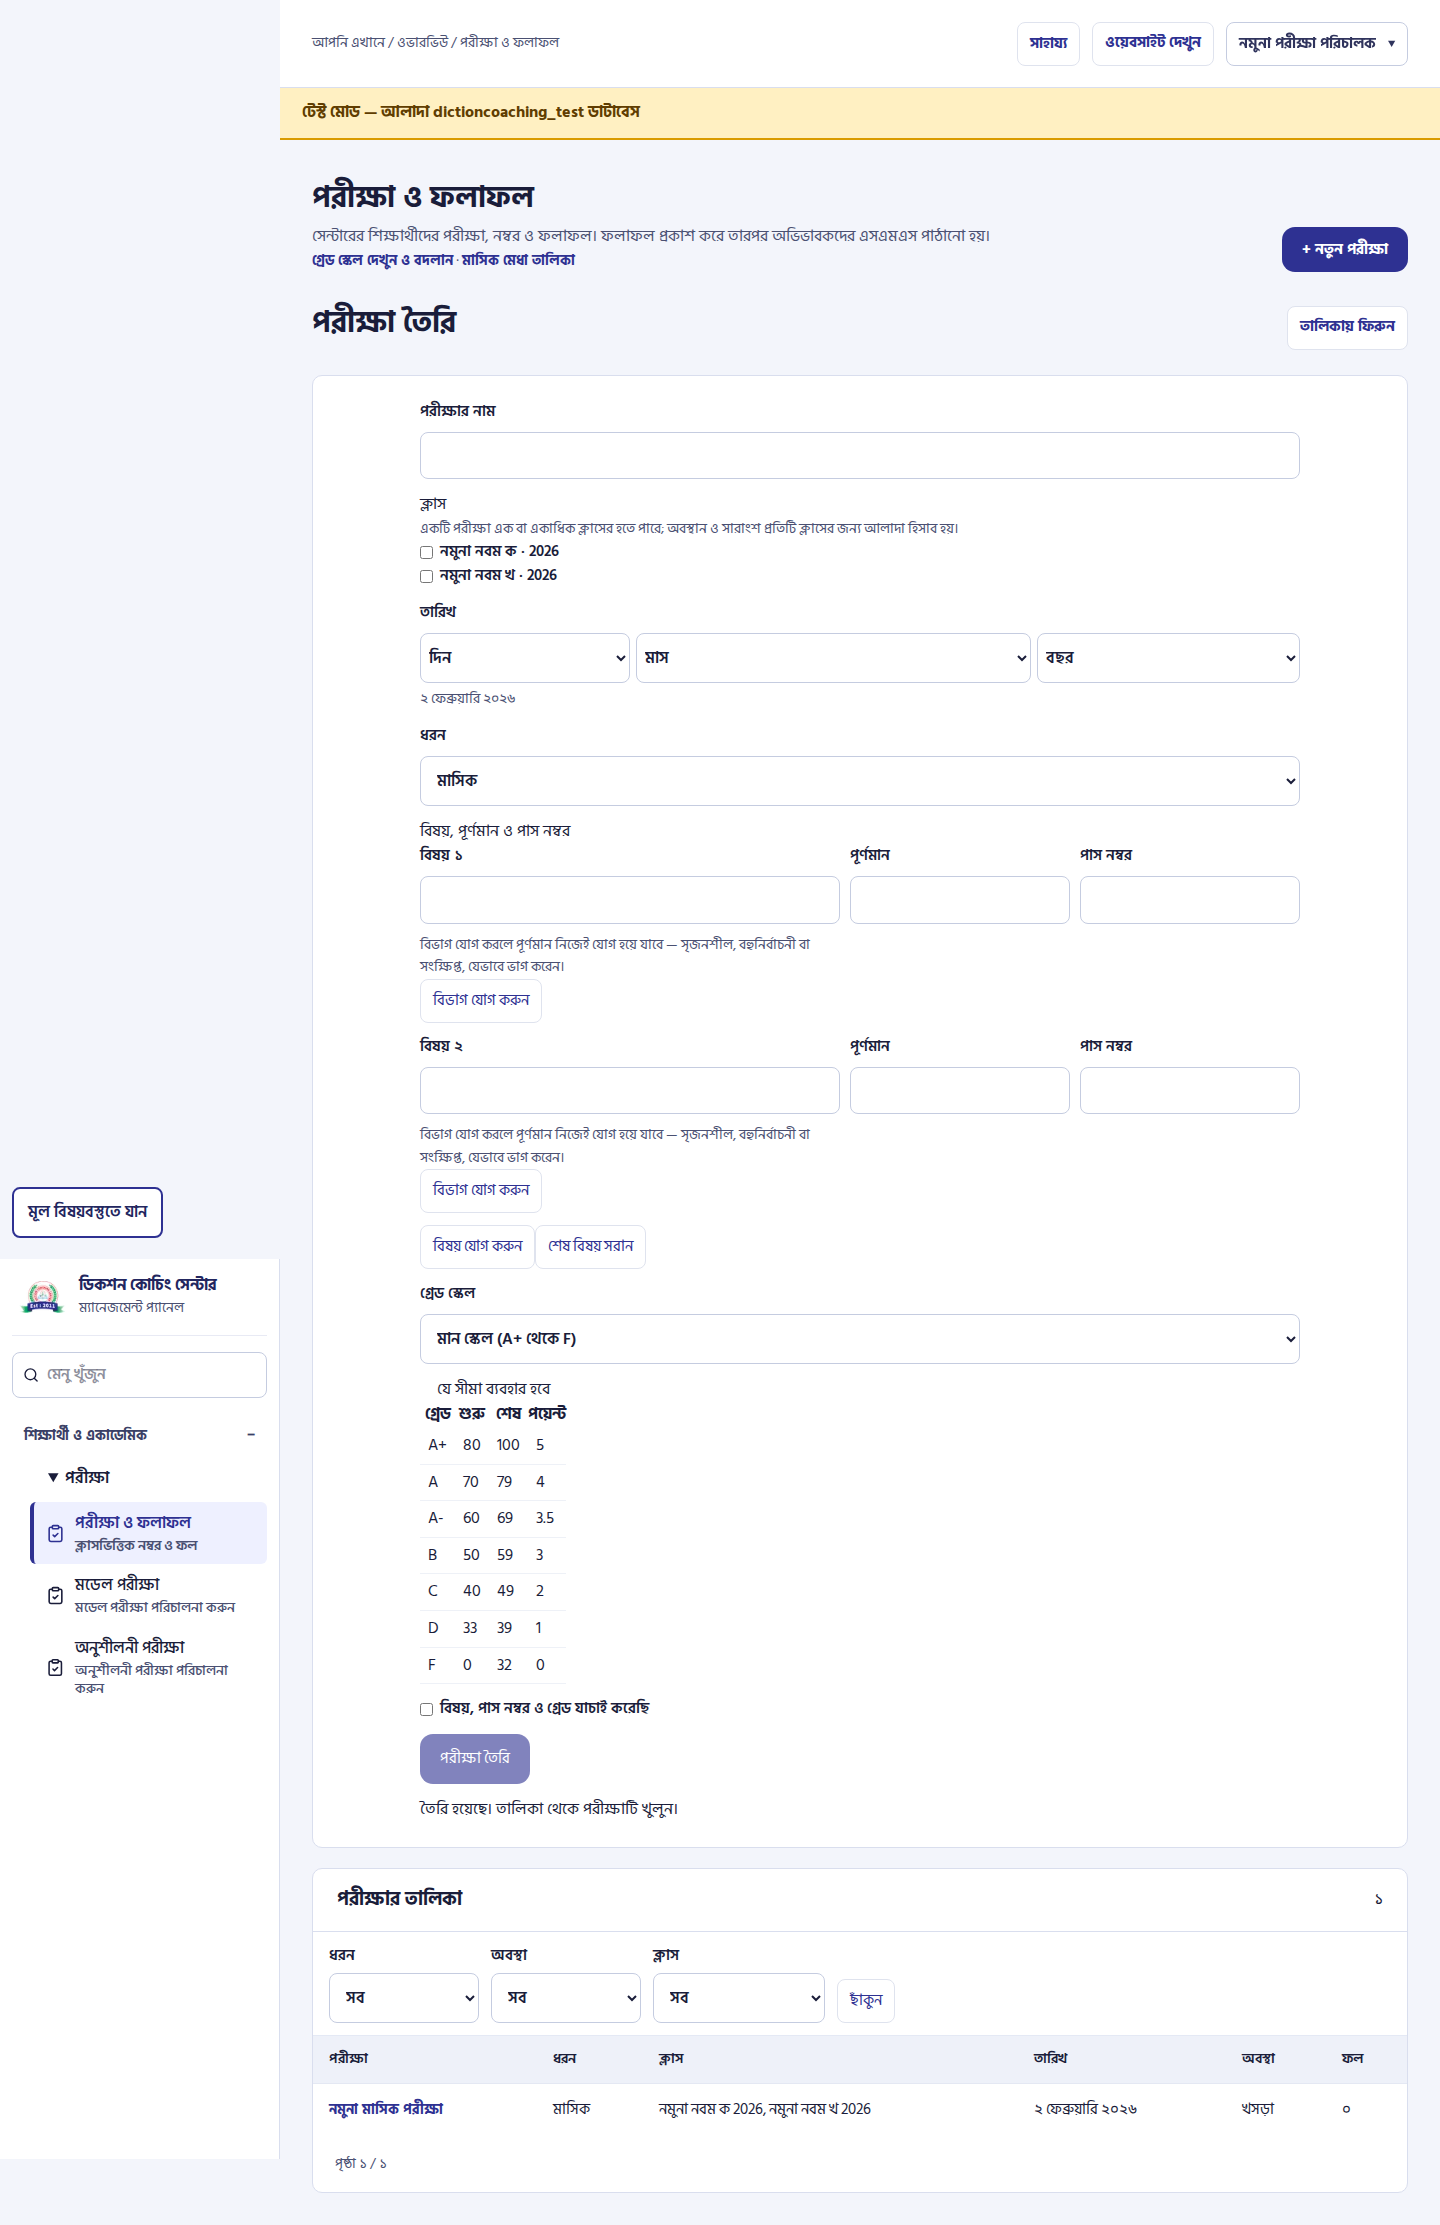 আপনি এখানে / ওভারভিউ / পরীক্ষা ও ফলাফল
সাহায্য
ওয়েবসাইট দেখুন
নমুনা পরীক্ষা পরিচালক ▾
টেস্ট মোড — আলাদা dictioncoaching_test ডাটাবেস
পরীক্ষা ও ফলাফল
সেন্টারের শিক্ষার্থীদের পরীক্ষা, নম্বর ও ফলাফল। ফলাফল প্রকাশ করে তারপর অভিভাবকদের এসএমএস পাঠানো হয়।
গ্রেড স্কেল দেখুন ও বদলান · মাসিক মেধা তালিকা
+ নতুন পরীক্ষা
পরীক্ষা তৈরি
তালিকায় ফিরুন
পরীক্ষার নাম
ক্লাস
একটি পরীক্ষা এক বা একাধিক ক্লাসের হতে পারে; অবস্থান ও সারাংশ প্রতিটি ক্লাসের জন্য আলাদা হিসাব হয়।
নমুনা নবম ক · 2026
নমুনা নবম খ · 2026
তারিখ
দিন
মাস
বছর
২ ফেব্রুয়ারি ২০২৬
ধরন
মাসিক
বিষয়, পূর্ণমান ও পাস নম্বর
বিষয় ১ পূর্ণমান পাস নম্বর
বিভাগ যোগ করলে পূর্ণমান নিজেই যোগ হয়ে যাবে — সৃজনশীল, বহুনির্বাচনী বা
সংক্ষিপ্ত, যেভাবে ভাগ করেন।
বিভাগ যোগ করুন
বিষয় ২ পূর্ণমান পাস নম্বর
বিভাগ যোগ করলে পূর্ণমান নিজেই যোগ হয়ে যাবে — সৃজনশীল, বহুনির্বাচনী বা
সংক্ষিপ্ত, যেভাবে ভাগ করেন।
বিভাগ যোগ করুন
বিষয় যোগ করুন
শেষ বিষয় সরান
গ্রেড স্কেল
মান স্কেল (A+ থেকে F)
যে সীমা ব্যবহার হবে
গ্রেড শুরু শেষ পয়েন্ট
A+ 80 100 5
A 70 79 4
A- 60 69 3.5
B 50 59 3
C 40 49 2
D 33 39 1
F 0 32 0
বিষয়, পাস নম্বর ও গ্রেড যাচাই করেছি
পরীক্ষা তৈরি
তৈরি হয়েছে। তালিকা থেকে পরীক্ষাটি খুলুন।
পরীক্ষার তালিকা
১
ধরন অবস্থা ক্লাস
সব সব সব ছাঁকুন
পরীক্ষা ধরন ক্লাস তারিখ অবস্থা ফল
নমুনা মাসিক পরীক্ষা মাসিক নমুনা নবম ক 2026, নমুনা নবম খ 2026 ২ ফেব্রুয়ারি ২০২৬ খসড়া ০
পৃষ্ঠা ১ / ১
মূল বিষয়বস্তুতে যান
Est : 2011
ডিকশন কোচিং সেন্টার
ম্যানেজমেন্ট প্যানেল
মেনু খুঁজুন
শিক্ষার্থী ও একাডেমিক −
▼ পরীক্ষা
পরীক্ষা ও ফলাফল
ক্লাসভিত্তিক নম্বর ও ফল
মডেল পরীক্ষা
মডেল পরীক্ষা পরিচালনা করুন
অনুশীলনী পরীক্ষা
অনুশীলনী পরীক্ষা পরিচালনা
করুন